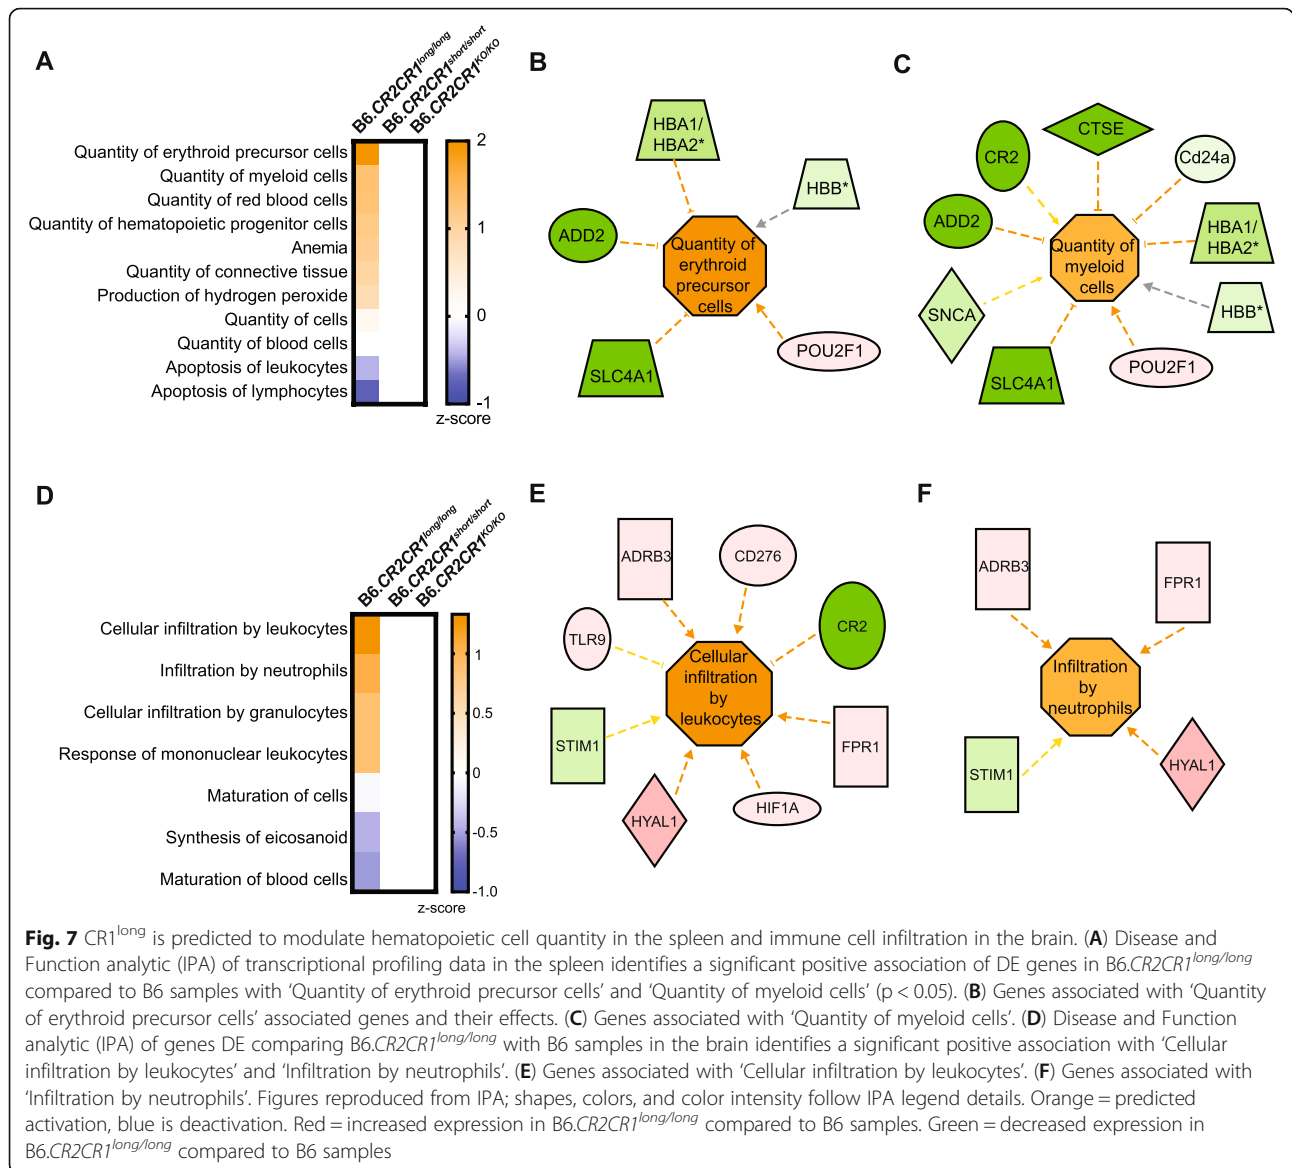 A
B6.CR2CR1long/long
B6.CR2CR1short/short
B6.CR2CR1KO/KO
Quantity of erythroid precursor cells
Quantity of myeloid cells
Quantity of red blood cells
Quantity of hematopoietic progenitor cells
Anemia
Quantity of connective tissue
Production of hydrogen peroxide
Quantity of cells
Quantity of blood cells
Apoptosis of leukocytes
Apoptosis of lymphocytes
2
1
0
-1
z-score
B
HBA1/
HBA2*
HBB*
ADD2
Quantity of
erythroid
precursor
cells
SLC4A1
POU2F1
C
CTSE
CR2
Cd24a
ADD2
Quantity of
myeloid
cells
HBA1/
HBA2*
SNCA
HBB*
SLC4A1
POU2F1
D
B6.CR2CR1long/long
B6.CR2CR1short/short
B6.CR2CR1KO/KO
Cellular infiltration by leukocytes
Infiltration by neutrophils
Cellular infiltration by granulocytes
Response of mononuclear leukocytes
Maturation of cells
Synthesis of eicosanoid
Maturation of blood cells
1
0.5
0
-0.5
-1.0
z-score
E
ADRB3
CD276
TLR9
CR2
Cellular
infiltration
by
leukocytes
STIM1
FPR1
HYAL1
HIF1A
F
ADRB3
FPR1
Infiltration
by
neutrophils
STIM1
HYAL1
Fig. 7 CR1long is predicted to modulate hematopoietic cell quantity in the spleen and immune cell infiltration in the brain. (A) Disease and
Function analytic (IPA) of transcriptional profiling data in the spleen identifies a significant positive association of DE genes in B6.CR2CR1long/long
compared to B6 samples with ‘Quantity of erythroid precursor cells’ and ‘Quantity of myeloid cells’ (p < 0.05). (B) Genes associated with ‘Quantity
of erythroid precursor cells’ associated genes and their effects. (C) Genes associated with ‘Quantity of myeloid cells’. (D) Disease and Function
analytic (IPA) of genes DE comparing B6.CR2CR1long/long with B6 samples in the brain identifies a significant positive association with ‘Cellular
infiltration by leukocytes’ and ‘Infiltration by neutrophils’. (E) Genes associated with ‘Cellular infiltration by leukocytes’. (F) Genes associated with
‘Infiltration by neutrophils’. Figures reproduced from IPA; shapes, colors, and color intensity follow IPA legend details. Orange = predicted
activation, blue is deactivation. Red = increased expression in B6.CR2CR1long/long compared to B6 samples. Green = decreased expression in
B6.CR2CR1long/long compared to B6 samples